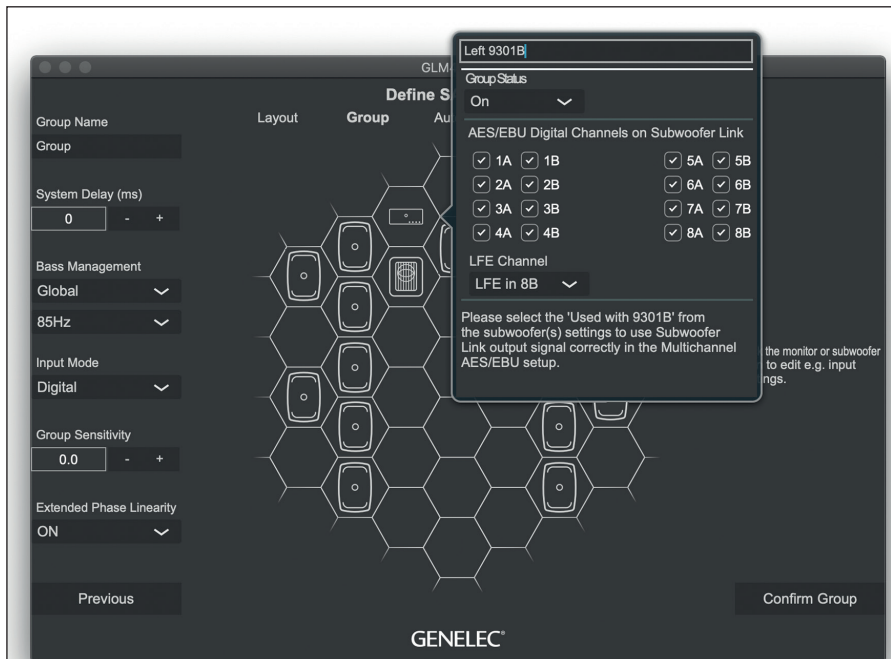 GLM
Define S
Layout
Group
Au
Group Name
Group
System Delay (ms)
0
-
+
Bass Management
Global
85Hz
Input Mode
Digital
Group Sensitivity
0.0
-
+
Extended Phase Linearity
ON
Previous
Left 9301B
Group Status
On
AES/EBU Digital Channels on Subwoofer Link
1A 1B 5A 5B
2A 2B 6A 6B
3A 3B 7A 7B
4A 4B 8A 8B
LFE Channel
LFE in 8B
Please select the 'Used with 9301B' from
the subwoofer(s) settings to use Subwoofer
Link output signal correctly in the Multichannel
AES/EBU setup.
the monitor or subwoofer
to edit e.g. input
ngs.
Confirm Group
GENELEC®